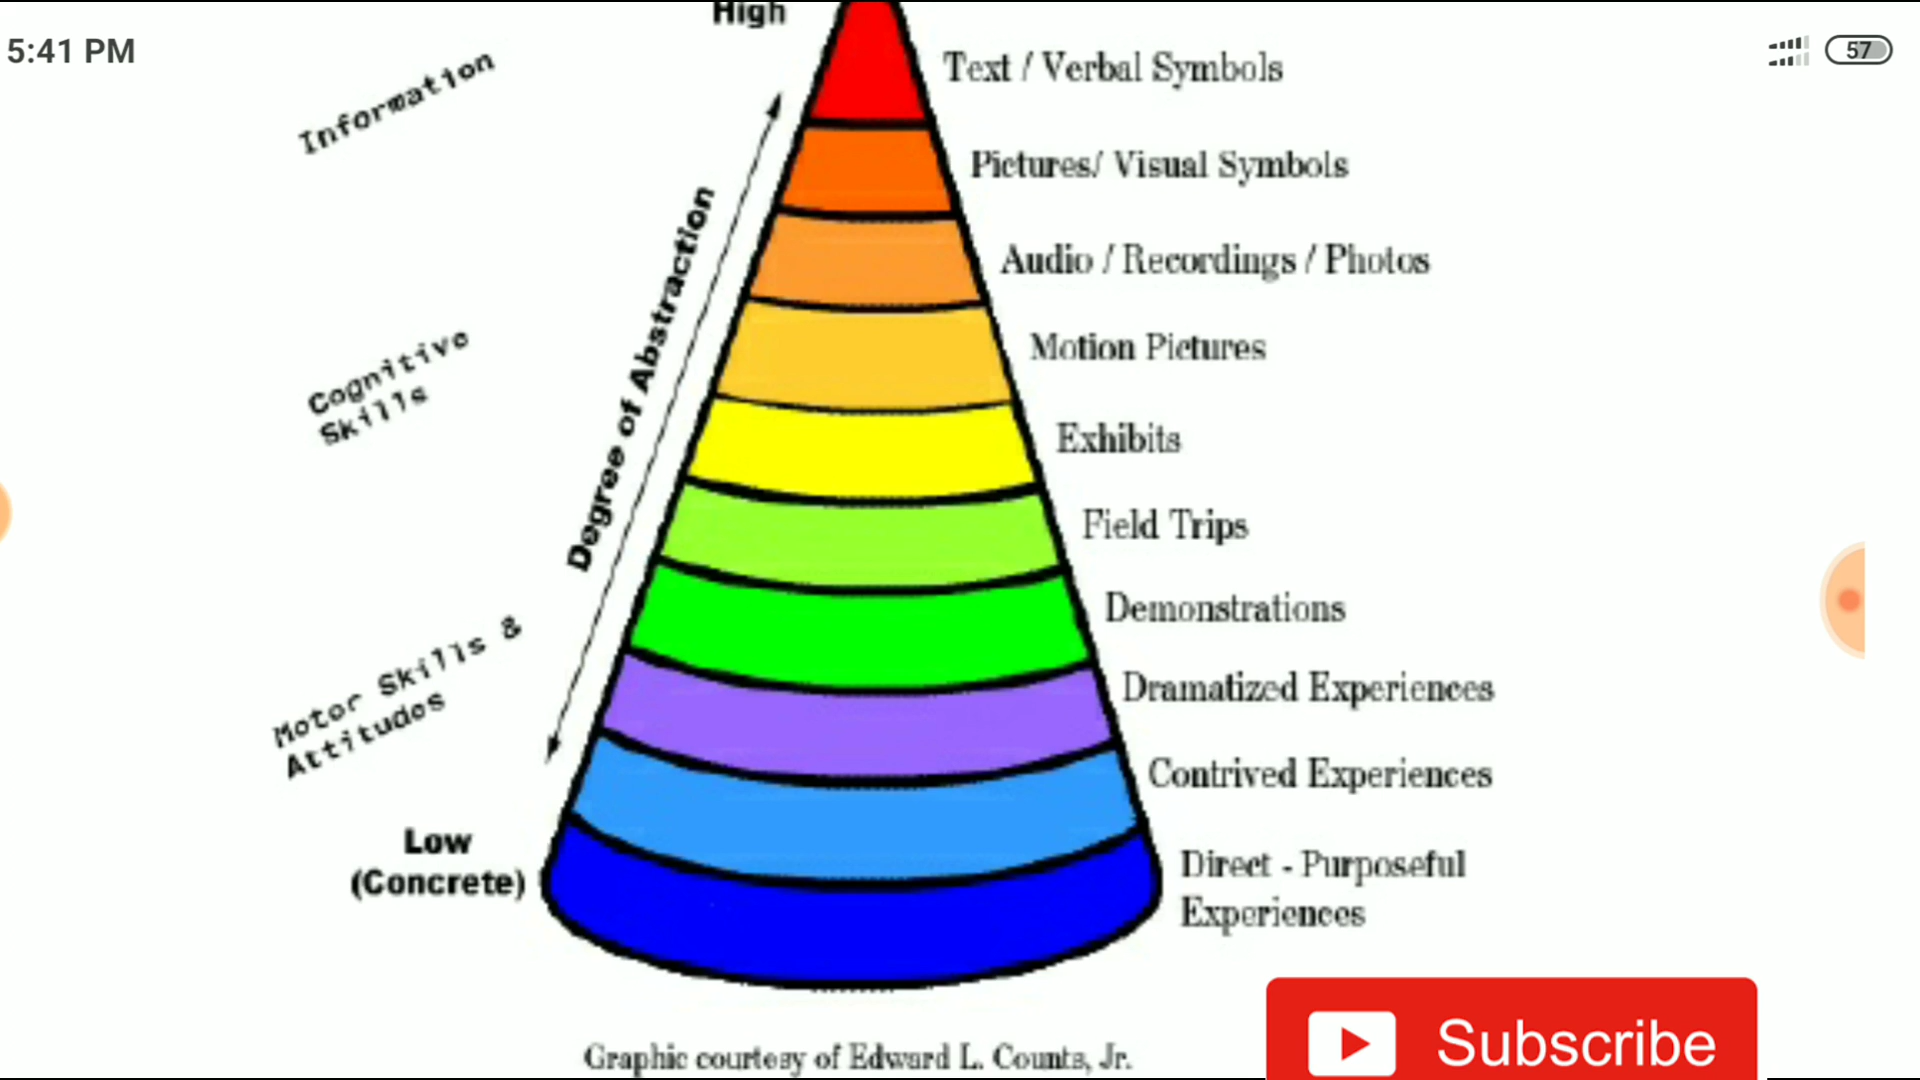 High
5:41 PM
57
Information
Text / Verbal Symbols
Pictures/ Visual Symbols
Degree of Abstraction
Audio / Recordings / Photos
Cognitive
Skills
Motion Pictures
Exhibits
Field Trips
Demonstrations
Motor Skills &
Attitudes
Dramatized Experiences
Contrived Experiences
Low
(Concrete)
Direct - Purposeful
Experiences
Graphic courtesy of Edward L. Counts, Jr.
Subscribe